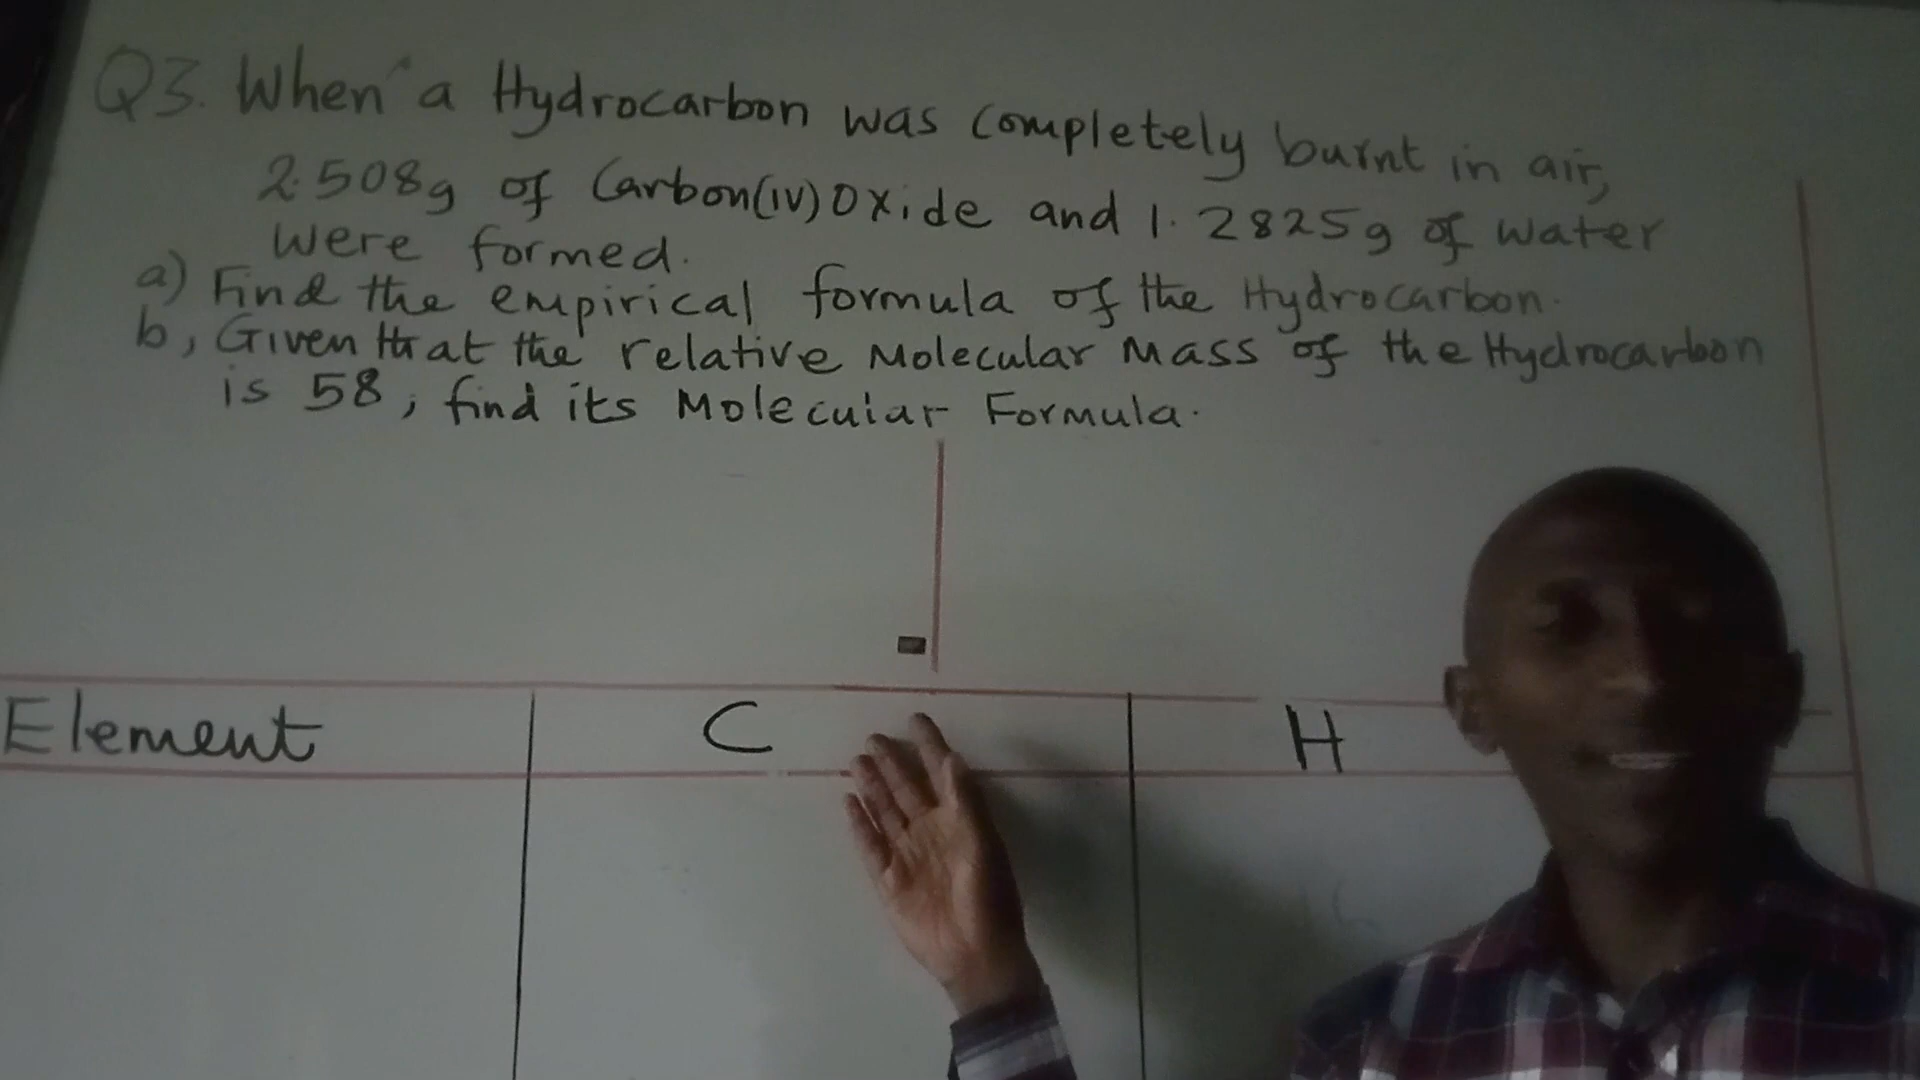 Q3. When a Hydrocarbon was completely burnt in air,
2.508g of Carbon(IV)Oxide and 1.2825g of water
were formed.
a) Find the empirical formula of the Hydrocarbon.
b, Given that the relative Molecular Mass of the Hydrocarbon
is 58, find its Molecular Formula.
Element C H